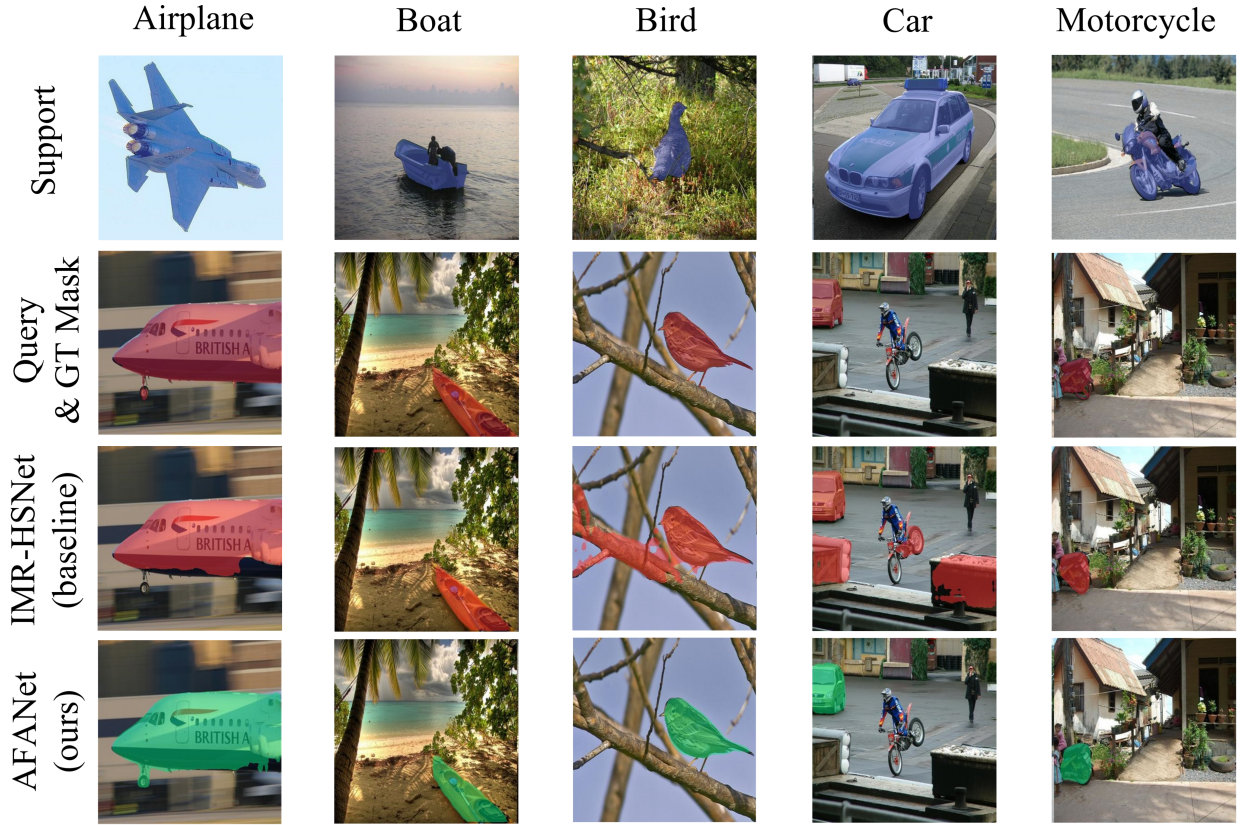 Airplane
Boat
Bird
Car
Motorcycle
Support
Query
& GT Mask
BRITISH A
IMR-HSNet
(baseline)
BRITISH A
AFANet
(ours)
BRITISH A